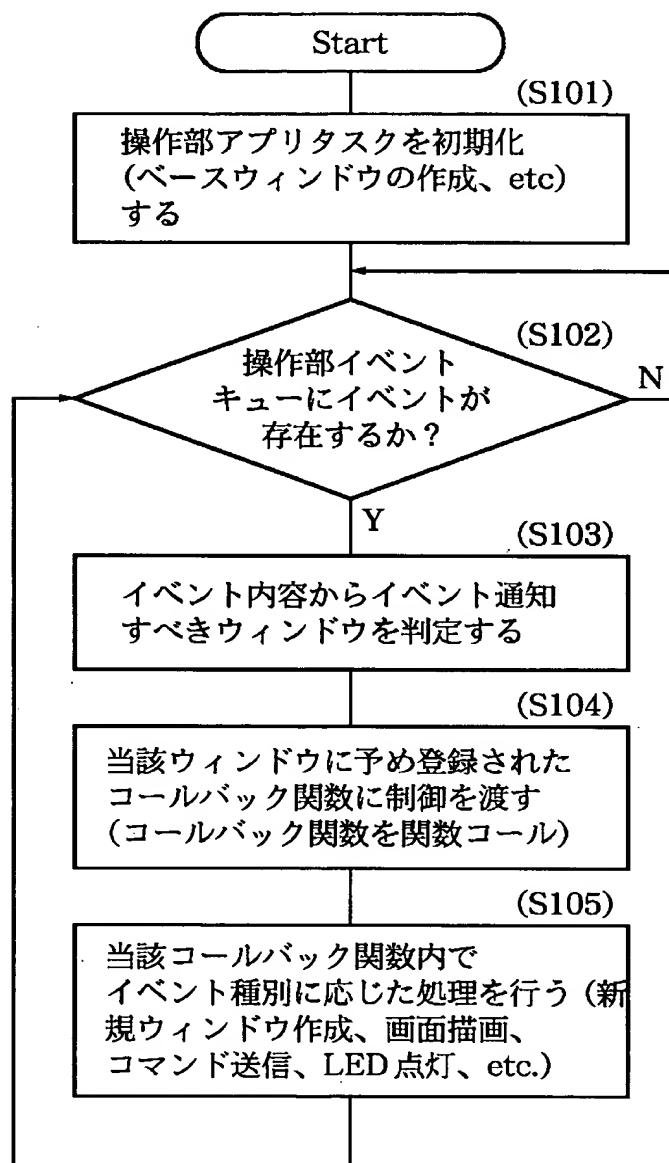 Start
(S101)
操作部アプリタスクを初期化
(ベースウィンドウの作成、etc)
する
(S102)
操作部イベント
キューにイベントが
存在するか？
N
Y
(S103)
イベント内容からイベント通知
すべきウィンドウを判定する
(S104)
当該ウィンドウに予め登録された
コールバック関数に制御を渡す
(コールバック関数を関数コール)
(S105)
当該コールバック関数内で
イベント種別に応じた処理を行う (新
規ウィンドウ作成、画面描画、
コマンド送信、LED点灯、etc.)